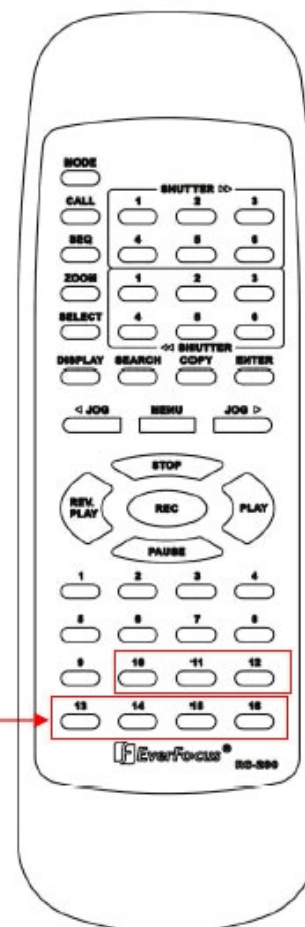 MODE
SHUTTER ▷▷
CALL 1 2 3
SEQ 4 5 6
ZOOM 1 2 3
SELECT 4 5 6
◁◁ SHUTTER
DISPLAY SEARCH COPY ENTER
◁ JOG MENU JOG ▷
STOP
REV. PLAY REC PLAY
PAUSE
1 2 3 4
5 6 7 8
9 10 11 12
13 14 15 16
EverFocus®
RC-200